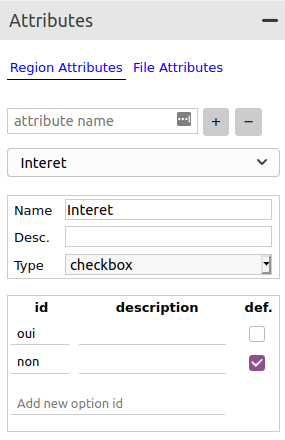 Attributes
Region Attributes File Attributes
attribute name + −
Interet
Name Interet
Desc.
Type checkbox
id description def.
oui
non
Add new option id